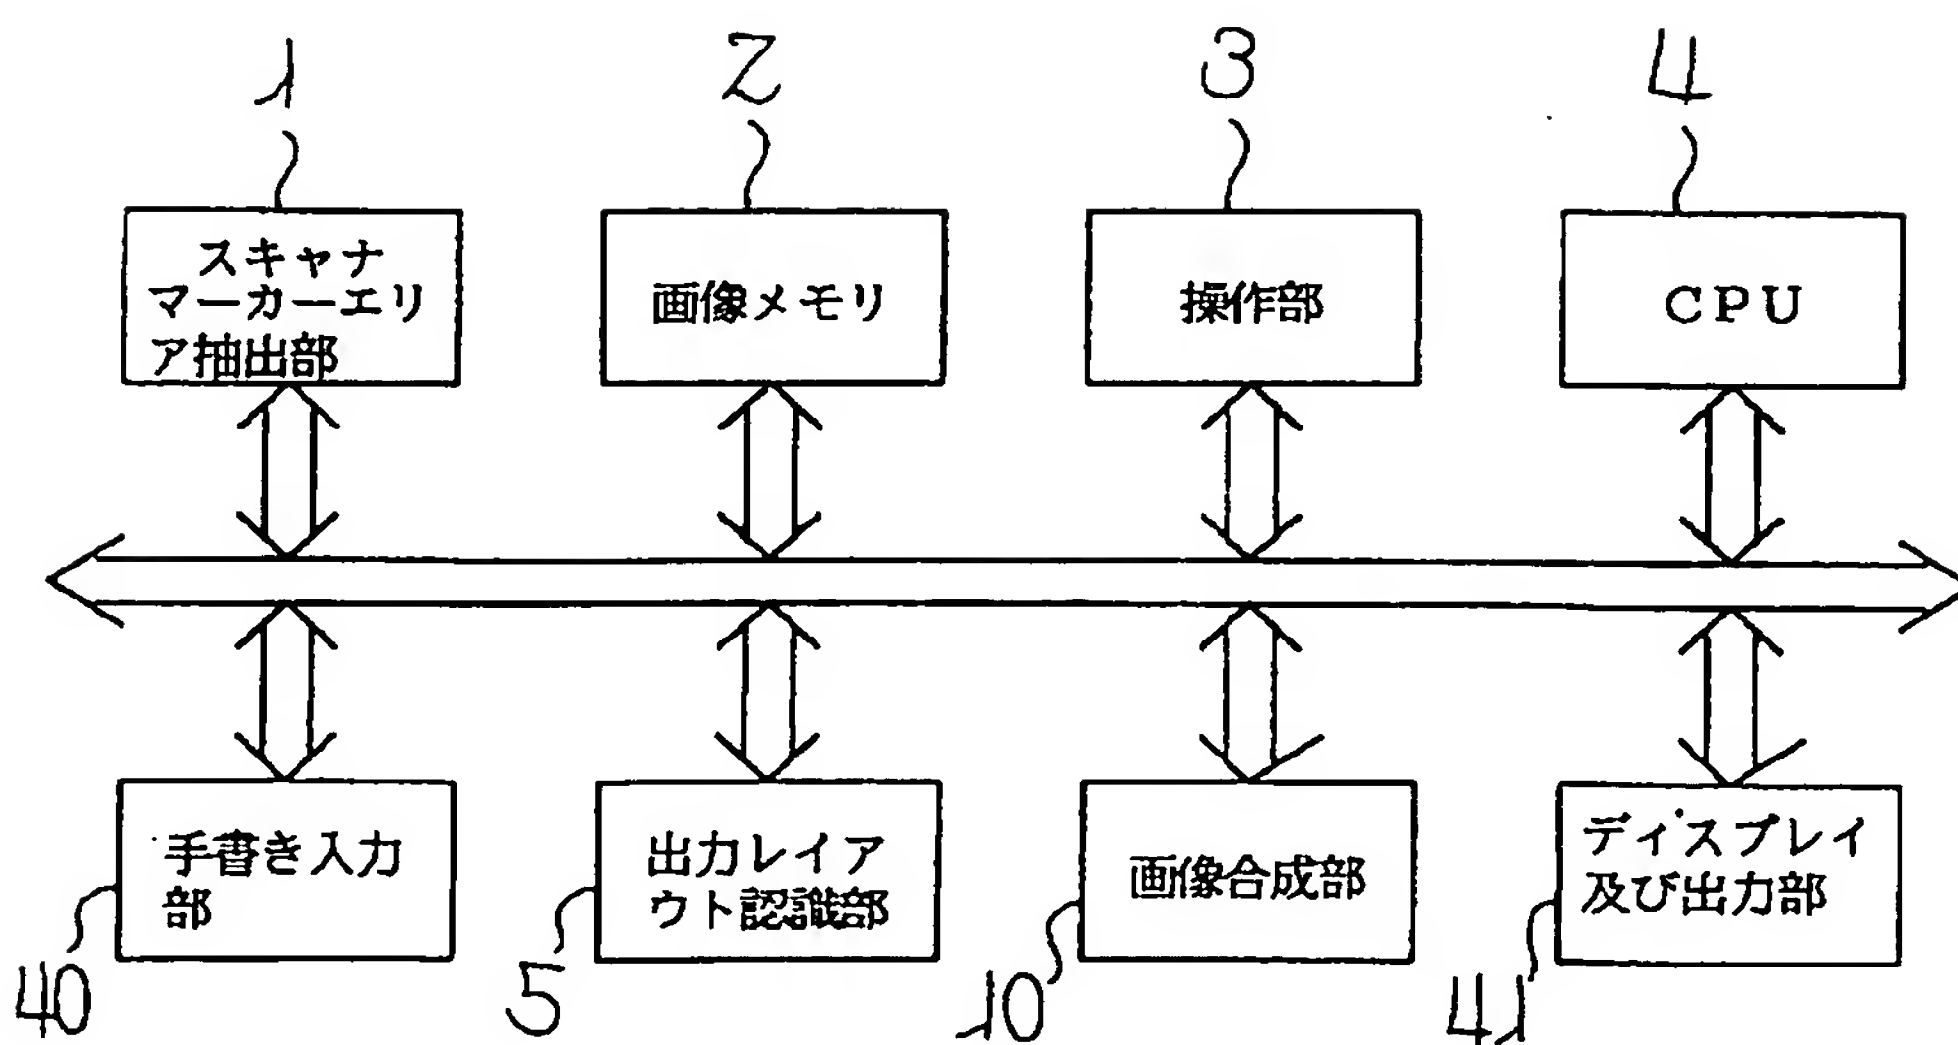 1
2
3
4
スキャナ
マーカーエリ
ア抽出部
画像メモリ
操作部
CPU
手書き入力
部
出力レイア
ウト認識部
画像合成部
ディスプレイ
及び出力部
40
5
10
41